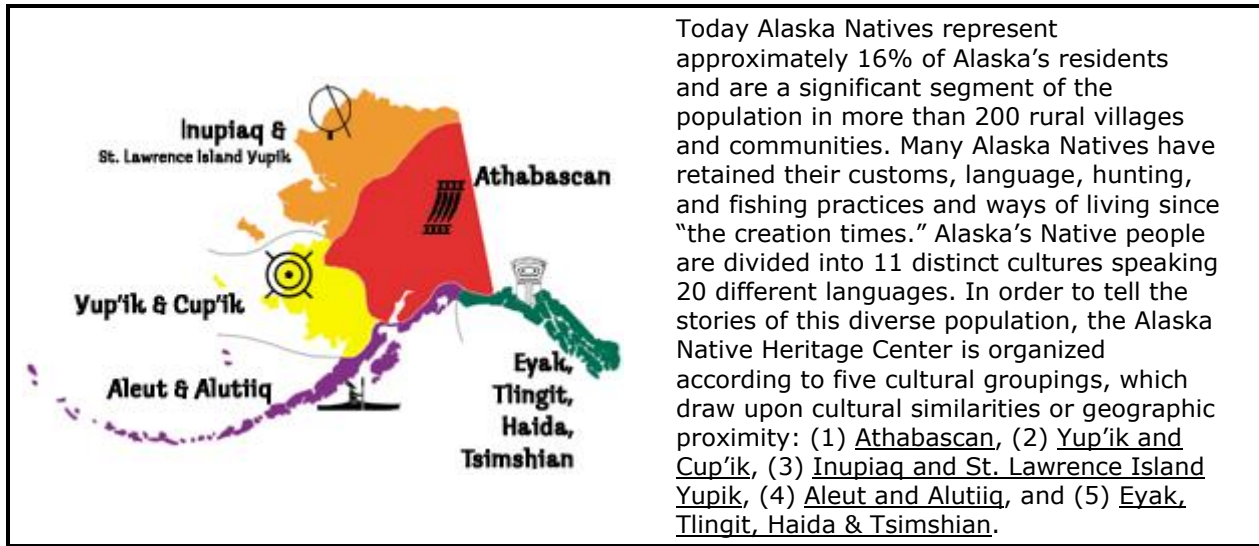 Inupiaq &
St. Lawrence Island Yupik
Athabascan
Yup'ik & Cup'ik
Aleut & Alutiiq
Eyak,
Tlingit,
Haida,
Tsimshian
Today Alaska Natives represent
approximately 16% of Alaska’s residents
and are a significant segment of the
population in more than 200 rural villages
and communities. Many Alaska Natives have
retained their customs, language, hunting,
and fishing practices and ways of living since
“the creation times.” Alaska’s Native people
are divided into 11 distinct cultures speaking
20 different languages. In order to tell the
stories of this diverse population, the Alaska
Native Heritage Center is organized
according to five cultural groupings, which
draw upon cultural similarities or geographic
proximity: (1) Athabascan, (2) Yup’ik and
Cup’ik, (3) Inupiaq and St. Lawrence Island
Yupik, (4) Aleut and Alutiiq, and (5) Eyak,
Tlingit, Haida & Tsimshian.